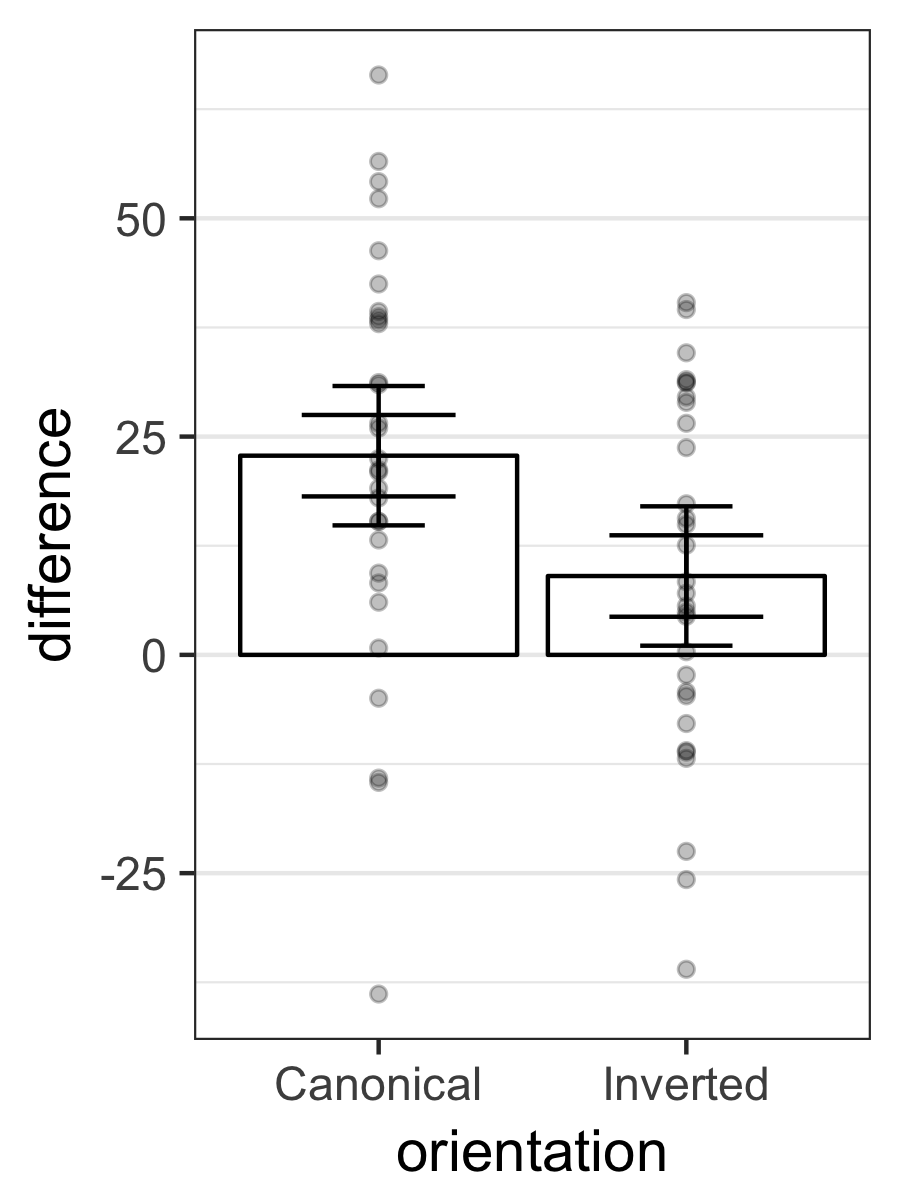 difference
50
25
0
-25
Canonical Inverted
orientation